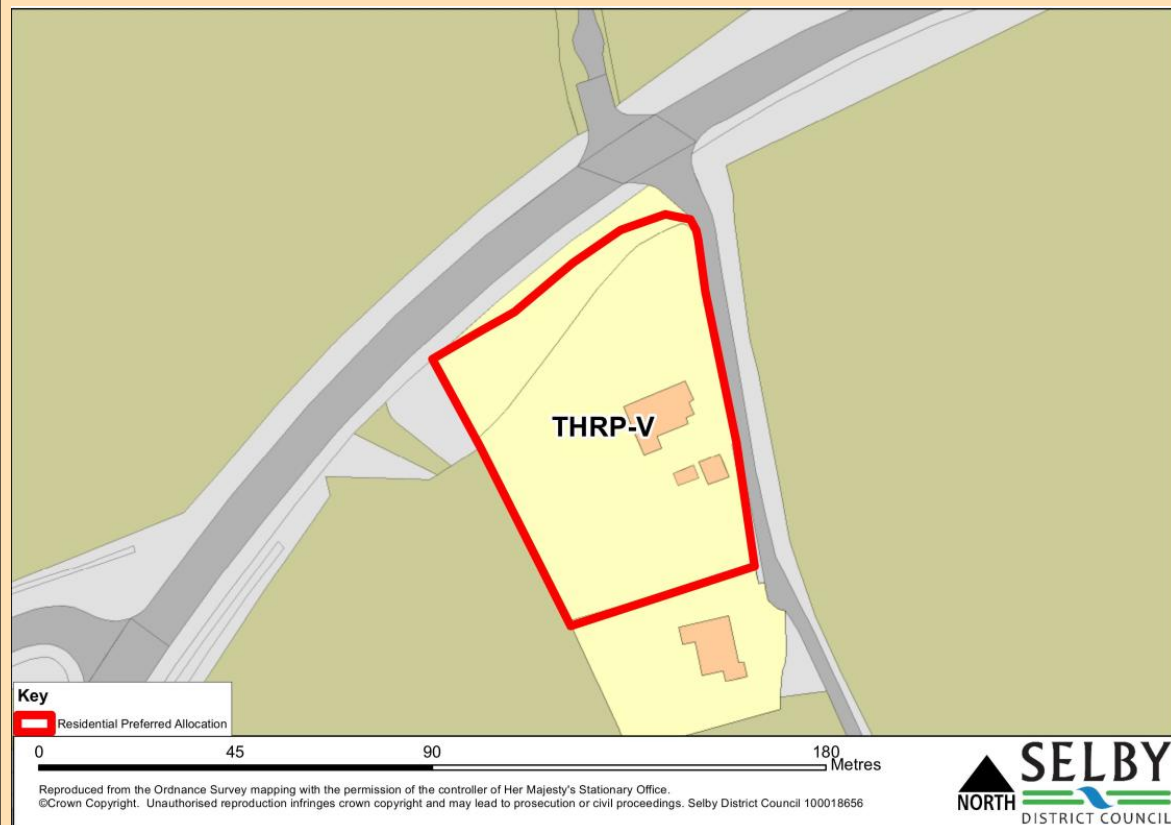 THRP-V
Key
Residential Preferred Allocation
0 45 90 180
Metres
Reproduced from the Ordnance Survey mapping with the permission of the controller of Her Majesty's Stationary Office.
©Crown Copyright. Unauthorised reproduction infringes crown copyright and may lead to prosecution or civil proceedings. Selby District Council 100018656
NORTH
SELBY
DISTRICT COUNCIL